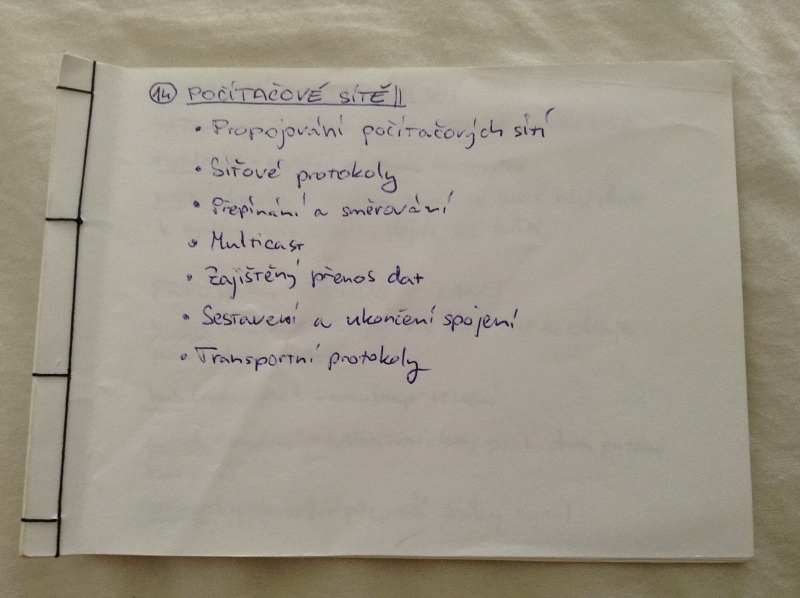 14 POČÍTAČOVÉ SÍTĚ II
• Propojování počítačových sítí
• Síťové protokoly
• Přepínání a směrování
• Multicast
• Zajištěný přenos dat
• Sestavení a ukončení spojení
• Transportní protokoly